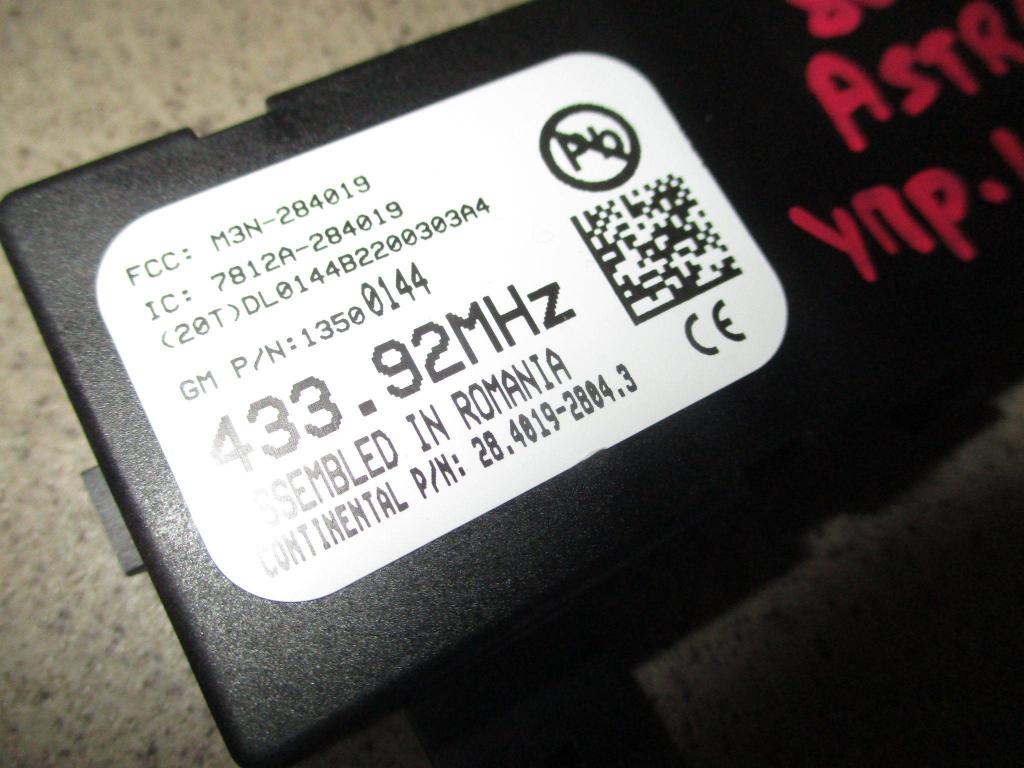 FCC: M3N-284019
IC: 7812A-284019
(20T)DL0144B2200303A4
GM P/N:13500144
433.92MHz
ASSEMBLED IN ROMANIA
CONTINENTAL P/N: 28.4019-2804.3
Pb
CE
ASTR
упр.